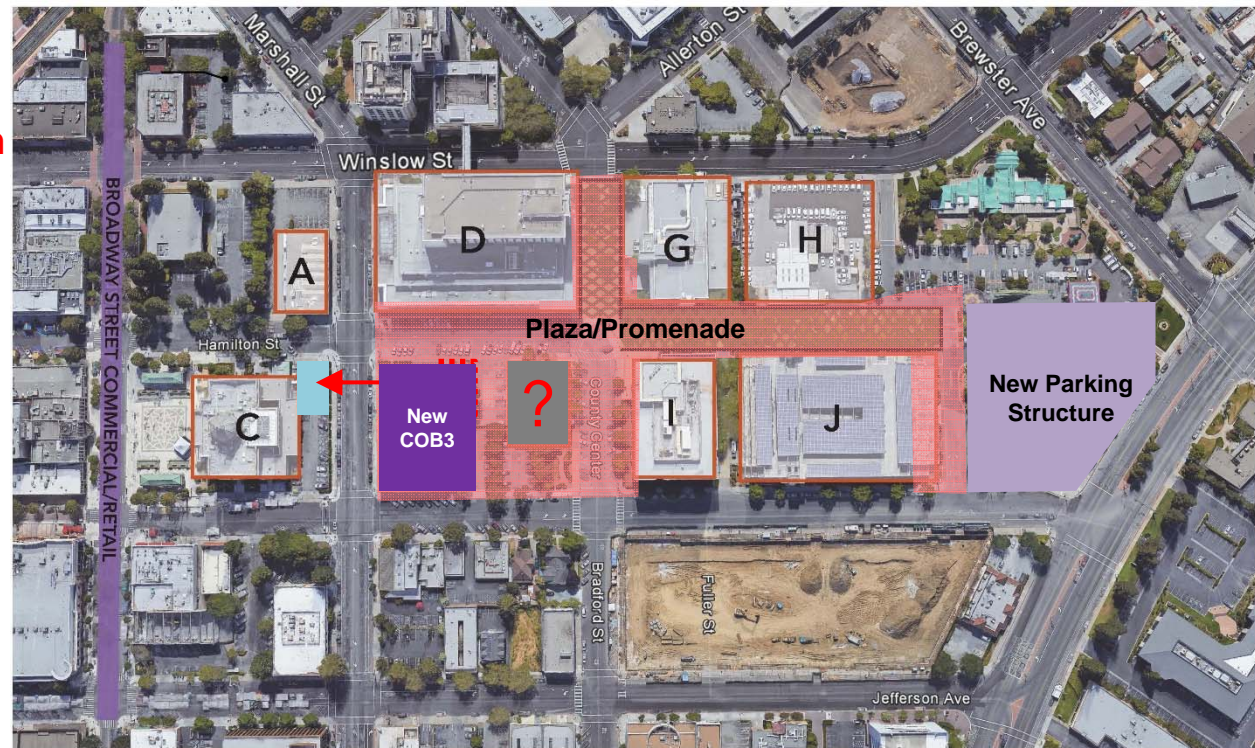 Marshall St
Allerton St
Brewster Ave
n
Winslow St
BROADWAY STREET COMMERCIAL/RETAIL
D
G
H
A
Plaza/Promenade
Hamilton St
New
COB3
?
County Center
C
I
J
New Parking
Structure
Bradford St
Fuller St
Jefferson Ave